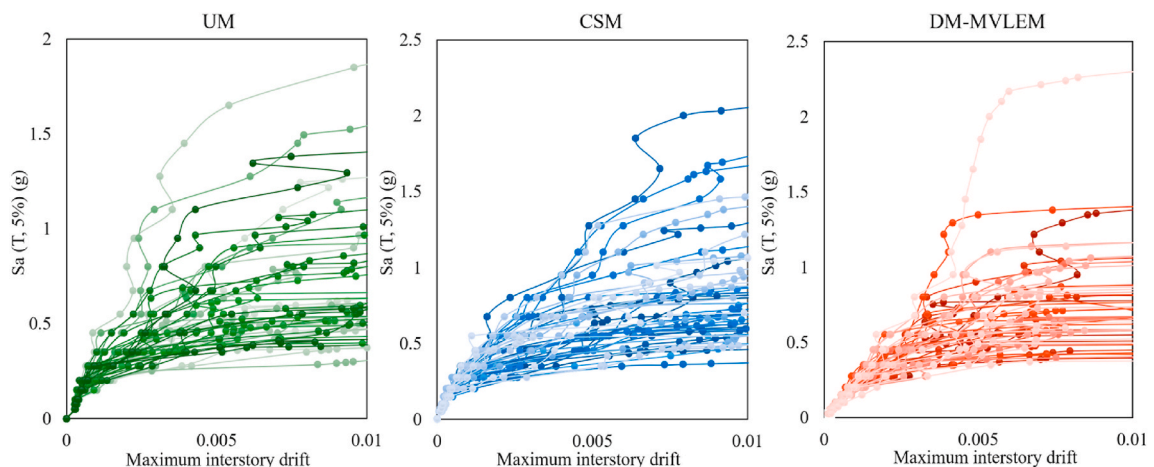 UM
CSM
DM-MVLEM
2
1.5
1
0.5
0
Sa (T, 5%) (g)
0
0.005
0.01
Maximum interstory drift
2.5
2
1.5
1
0.5
0
Sa (T, 5%) (g)
0
0.005
0.01
Maximum interstory drift
2.5
2
1.5
1
0.5
0
Sa (T, 5%) (g)
0
0.005
0.01
Maximum interstory drift